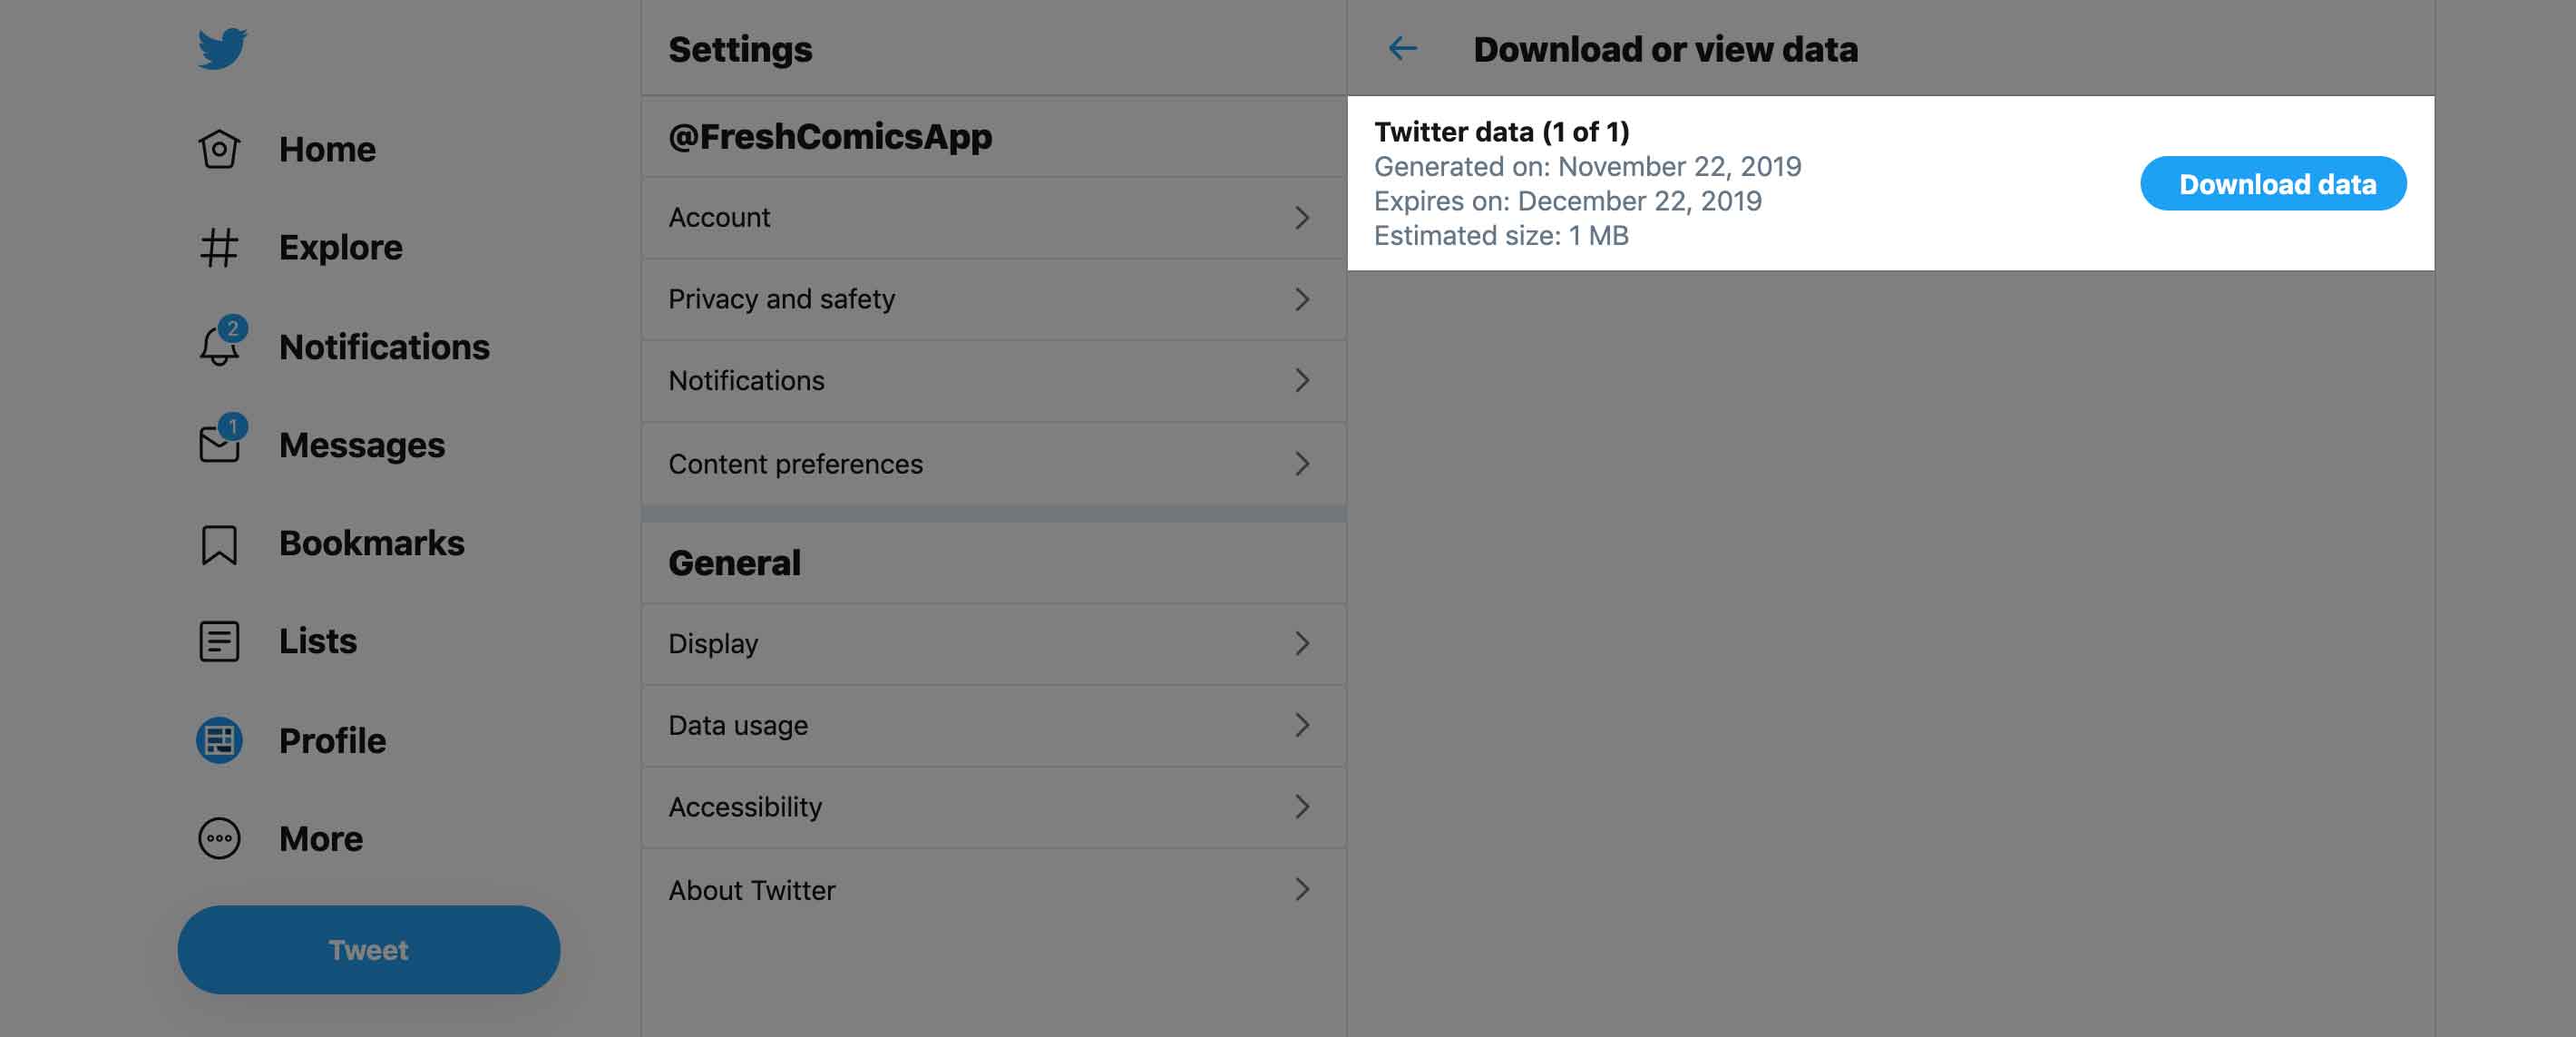 Home
Explore
2
Notifications
1
Messages
Bookmarks
Lists
Profile
More
Tweet
Settings
@FreshComicsApp
Account
Privacy and safety
Notifications
Content preferences
General
Display
Data usage
Accessibility
About Twitter
Download or view data
Twitter data (1 of 1)
Generated on: November 22, 2019
Expires on: December 22, 2019
Estimated size: 1 MB
Download data